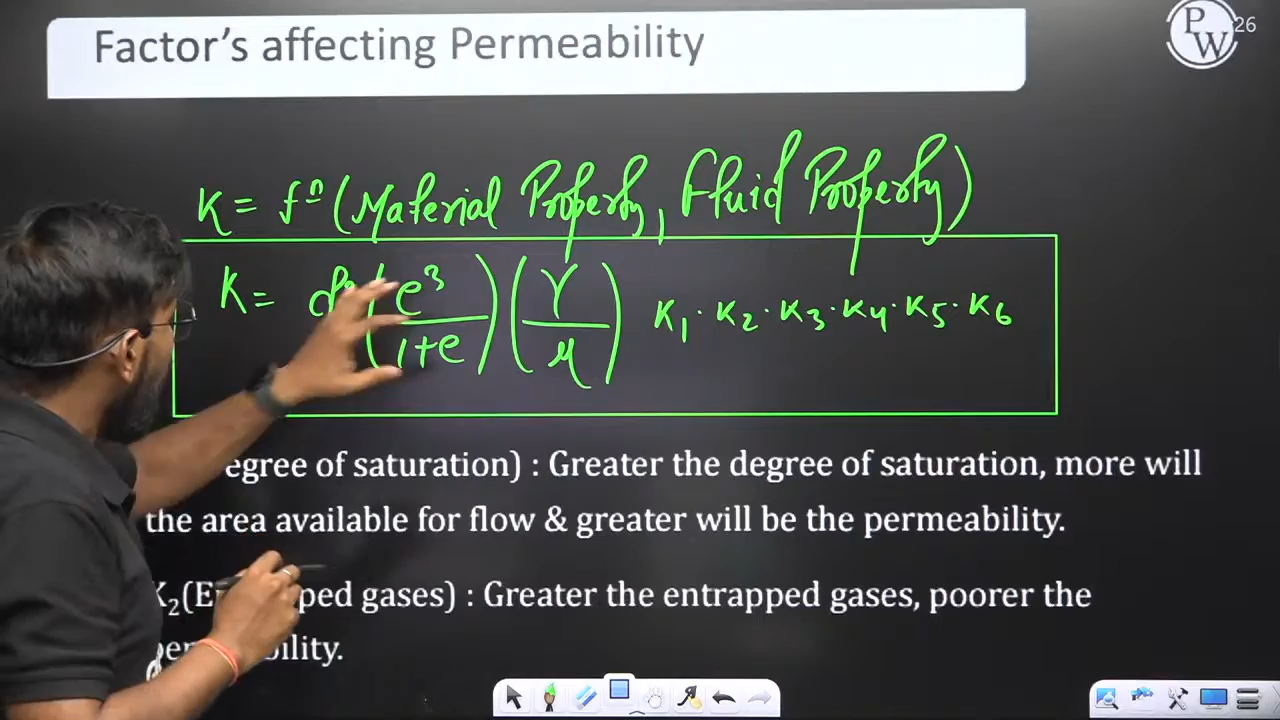 Factor's affecting Permeability
PW 26
K = fⁿ (Material Property, Fluid Property)
K = (e³/1+e) (γ/μ) K₁·K₂·K₃·K₄·K₅·K₆
egree of saturation) : Greater the degree of saturation, more will
the area available for flow & greater will be the permeability.
K₂(E pped gases) : Greater the entrapped gases, poorer the
bility.